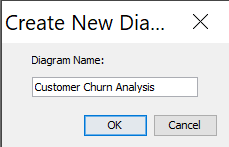 Create New Dia...
Diagram Name:
Customer Churn Analysis
OK
Cancel